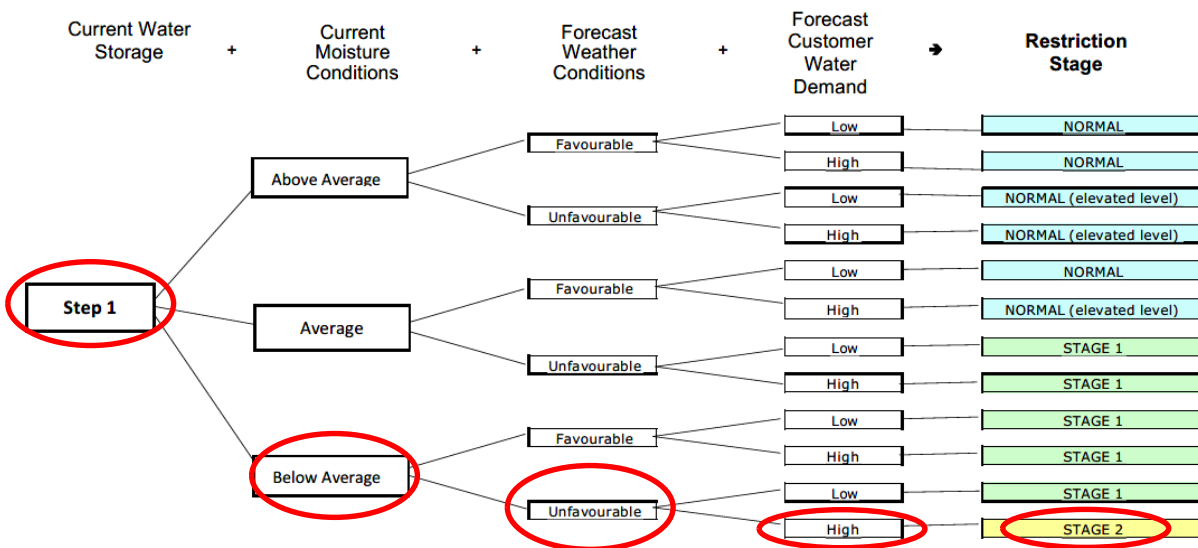 Current Water
Storage
+
Current
Moisture
Conditions
+
Forecast
Weather
Conditions
+
Forecast
Customer
Water
Demand
➔
Restriction
Stage
Step 1
Above Average
Average
Below Average
Favourable
Unfavourable
Favourable
Unfavourable
Favourable
Unfavourable
Low
High
Low
High
Low
High
Low
High
Low
High
Low
High
NORMAL
NORMAL
NORMAL (elevated level)
NORMAL (elevated level)
NORMAL
NORMAL (elevated level)
STAGE 1
STAGE 1
STAGE 1
STAGE 1
STAGE 1
STAGE 2